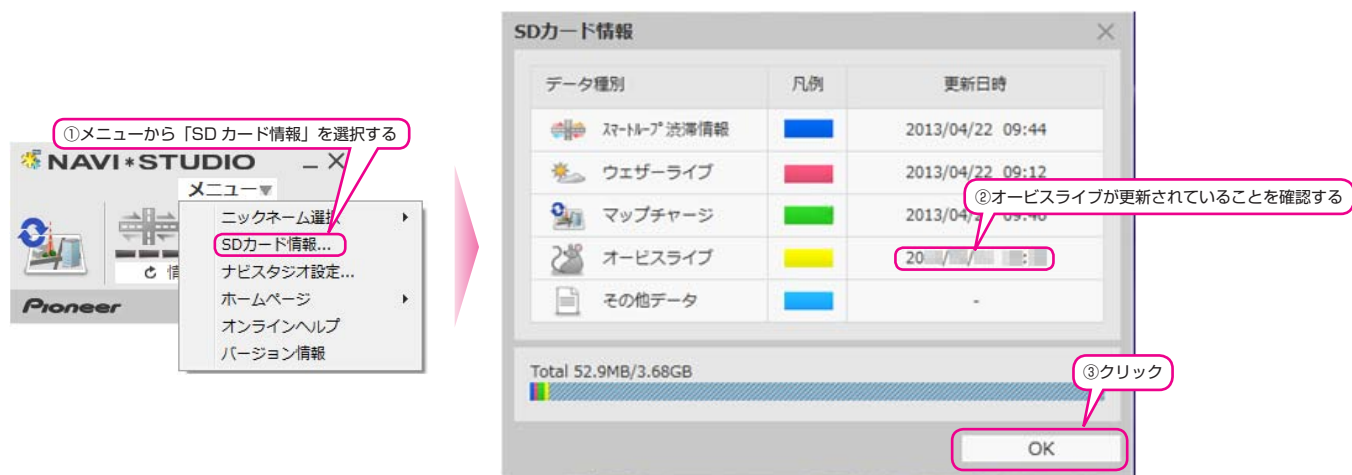 ①メニューから「SD カード情報」を選択する
NAVI*STUDIO
メニュー▼
ニックネーム選択
SDカード情報...
ナビスタジオ設定...
ホームページ
オンラインヘルプ
バージョン情報
Pioneer
SDカード情報
データ種別 凡例 更新日時
スマートループ渋滞情報 2013/04/22 09:44
ウェザーライブ 2013/04/22 09:12
②オービスライブが更新されていることを確認する
マップチャージ 2013/04/
オービスライブ 20 / / :
その他データ -
Total 52.9MB/3.68GB
③クリック
OK